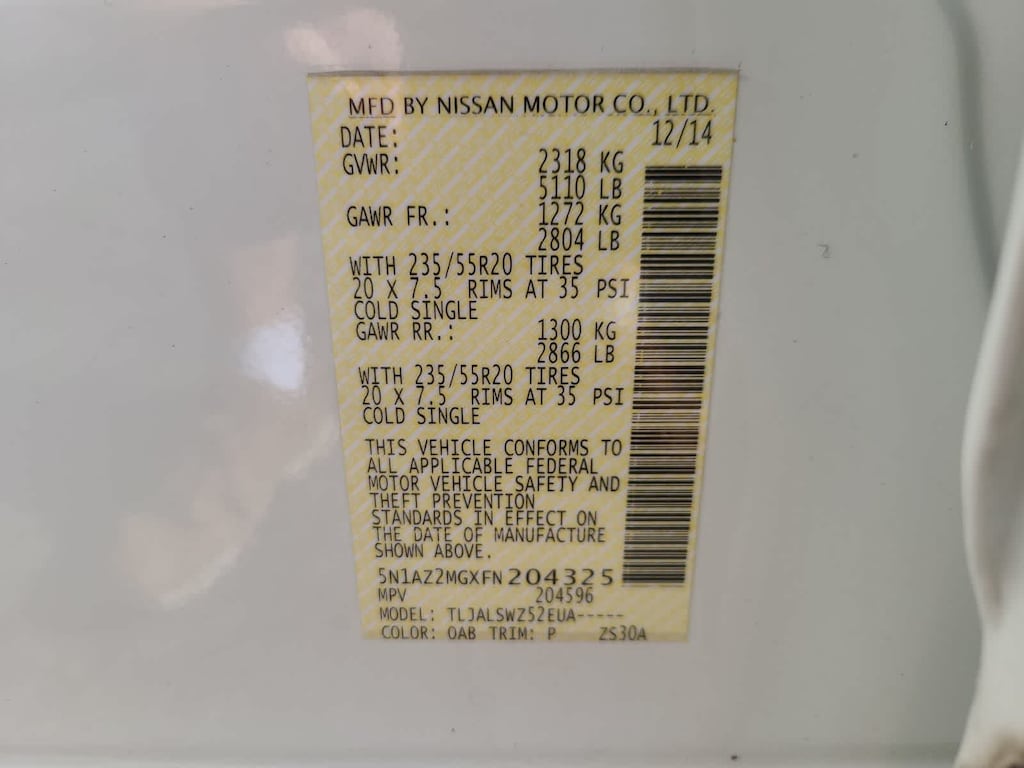 MFD BY NISSAN MOTOR CO., LTD.
DATE: 12/14
GVWR: 2318 KG
5110 LB
GAWR FR.: 1272 KG
2804 LB
WITH 235/55R20 TIRES
20 X 7.5 RIMS AT 35 PSI
COLD SINGLE
GAWR RR.: 1300 KG
2866 LB
WITH 235/55R20 TIRES
20 X 7.5 RIMS AT 35 PSI
COLD SINGLE
THIS VEHICLE CONFORMS TO
ALL APPLICABLE FEDERAL
MOTOR VEHICLE SAFETY AND
THEFT PREVENTION
STANDARDS IN EFFECT ON
THE DATE OF MANUFACTURE
SHOWN ABOVE.
5N1AZ2MGXFN204325
MPV 204596
MODEL: TLJALSWZ52EUA-----
COLOR: QAB TRIM: P ZS30A